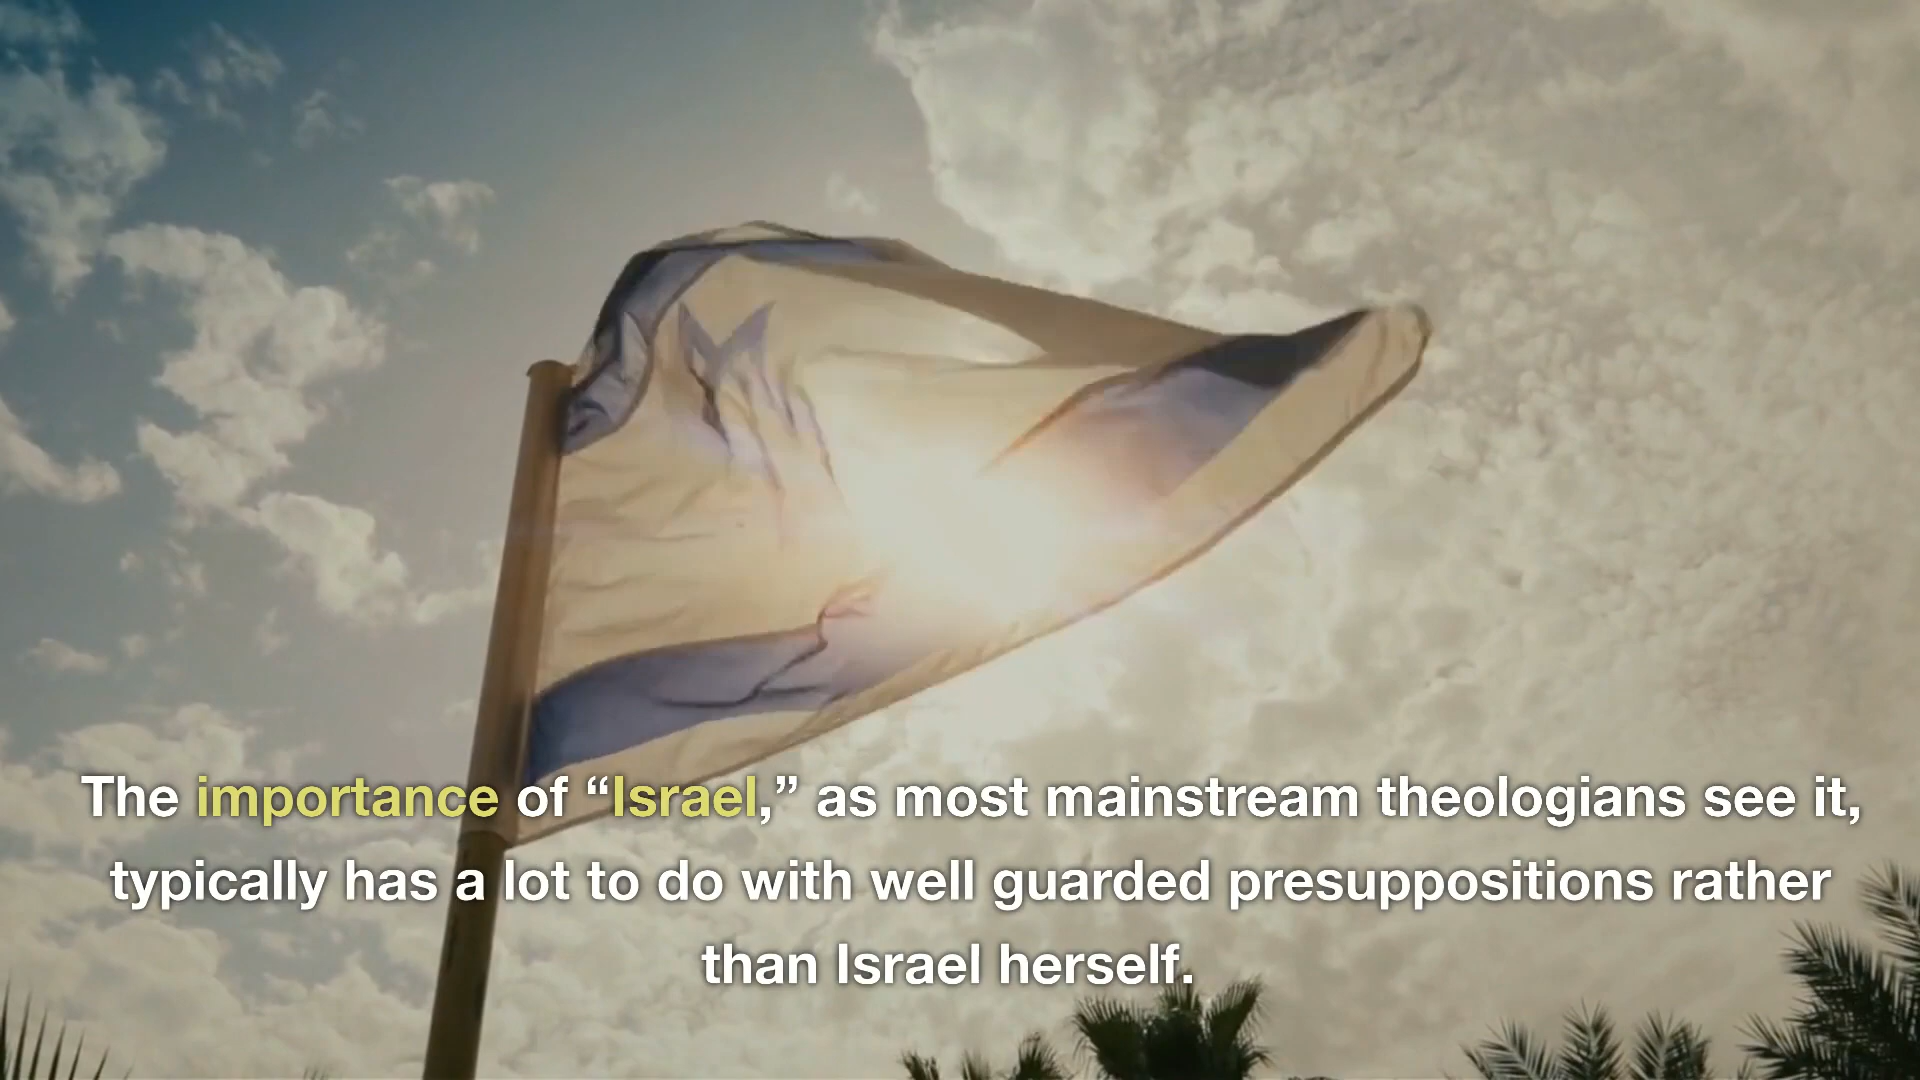 The importance of “Israel,” as most mainstream theologians see it,
typically has a lot to do with well guarded presuppositions rather
than Israel herself.